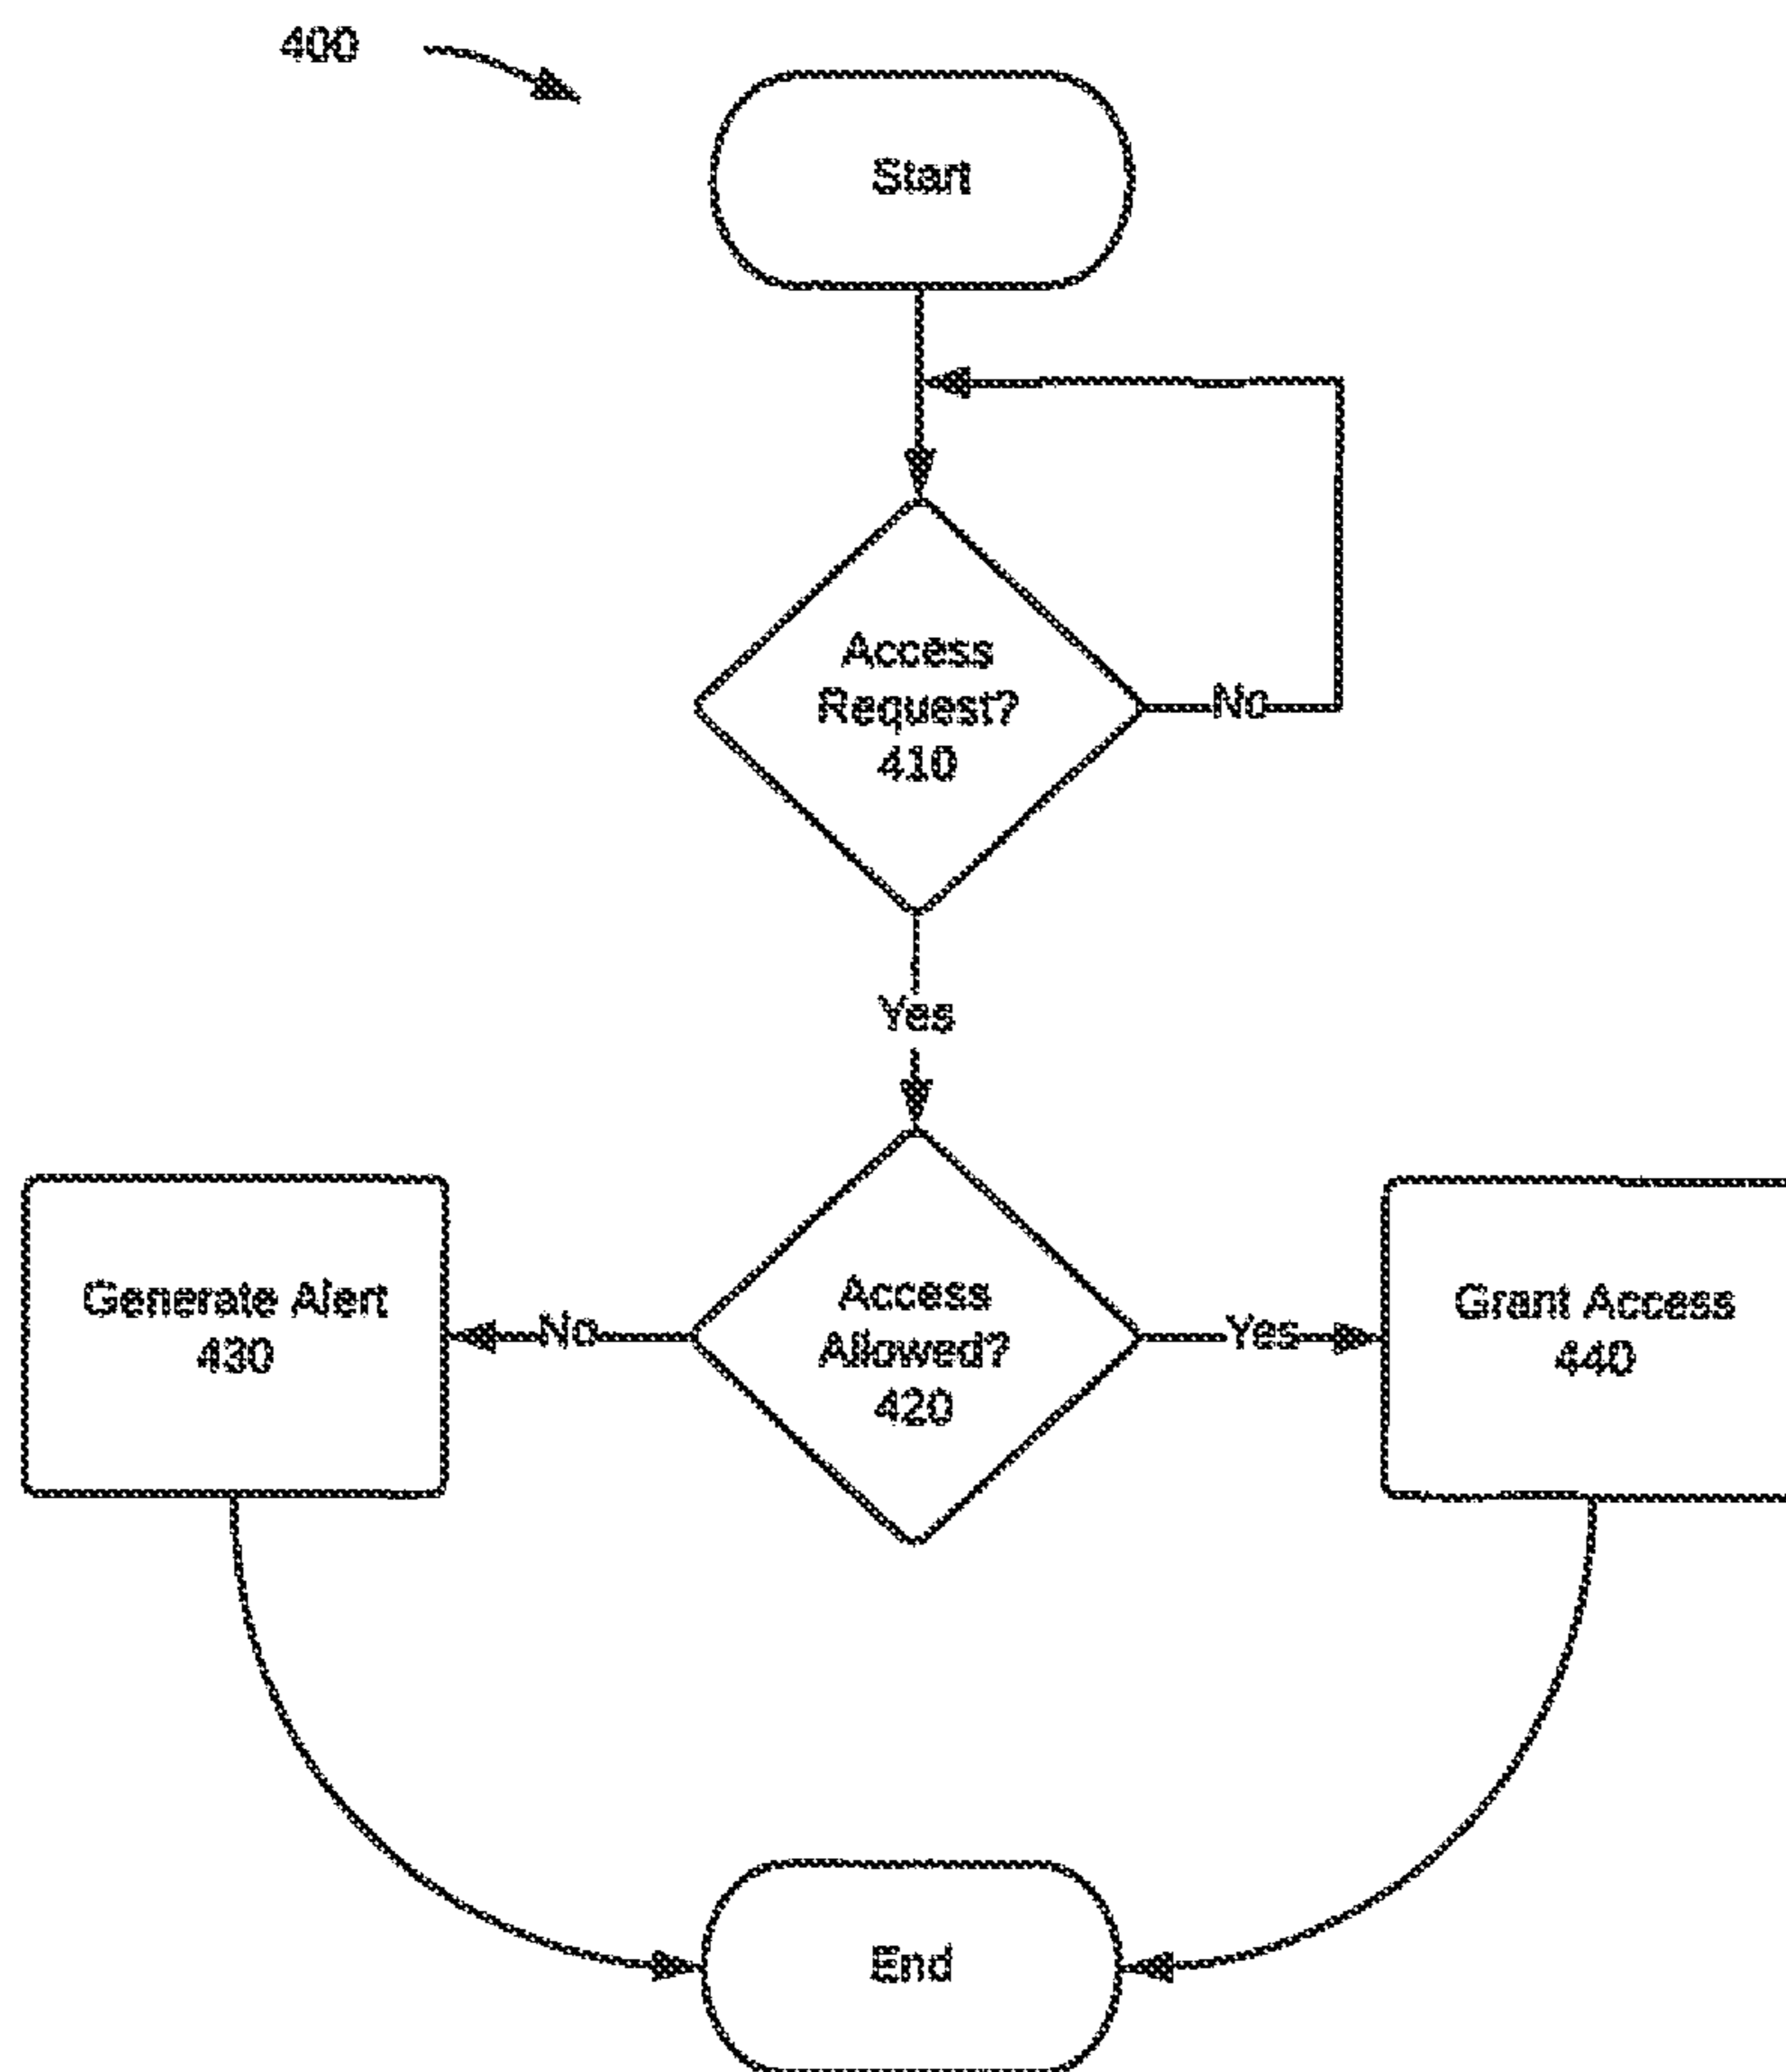 400
Start
Access
Request?
410
No
Yes
Generate Alert
430
No
Access
Allowed?
420
Yes
Grant Access
440
End